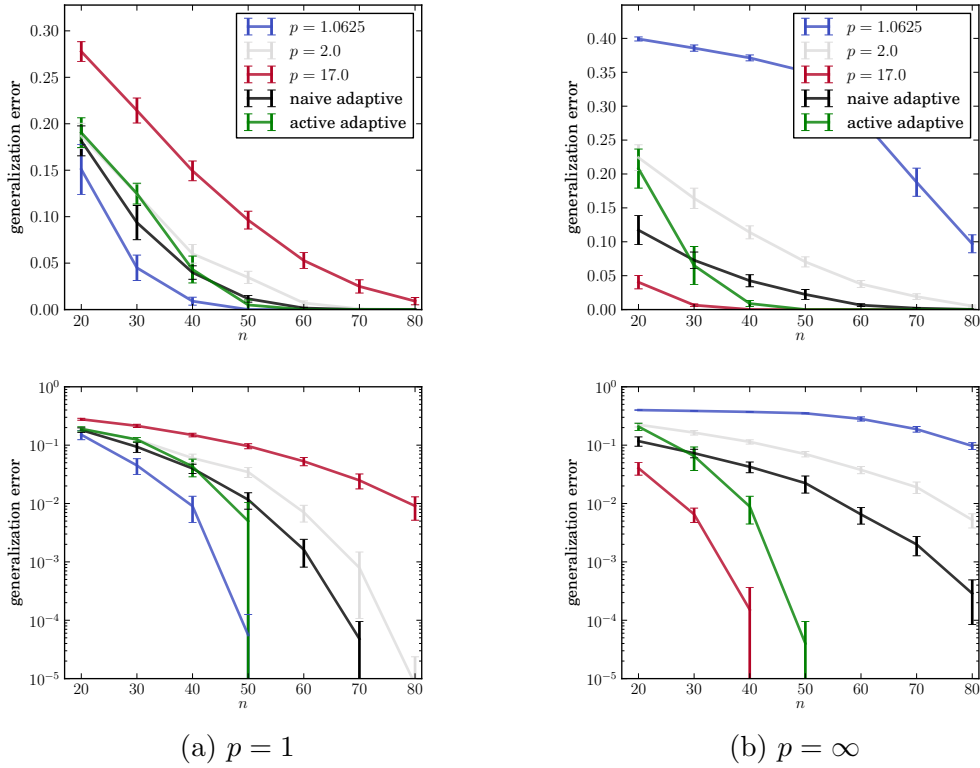 generalization error
0.30
0.25
0.20
0.15
0.10
0.05
0.00
20 30 40 50 60 70 80
n
p = 1.0625
p = 2.0
p = 17.0
naive adaptive
active adaptive
generalization error
0.40
0.35
0.30
0.25
0.20
0.15
0.10
0.05
0.00
20 30 40 50 60 70 80
n
p = 1.0625
p = 2.0
p = 17.0
naive adaptive
active adaptive
generalization error
10^0
10^-1
10^-2
10^-3
10^-4
10^-5
20 30 40 50 60 70 80
n
generalization error
10^0
10^-1
10^-2
10^-3
10^-4
10^-5
20 30 40 50 60 70 80
n
(a) p = 1
(b) p = ∞